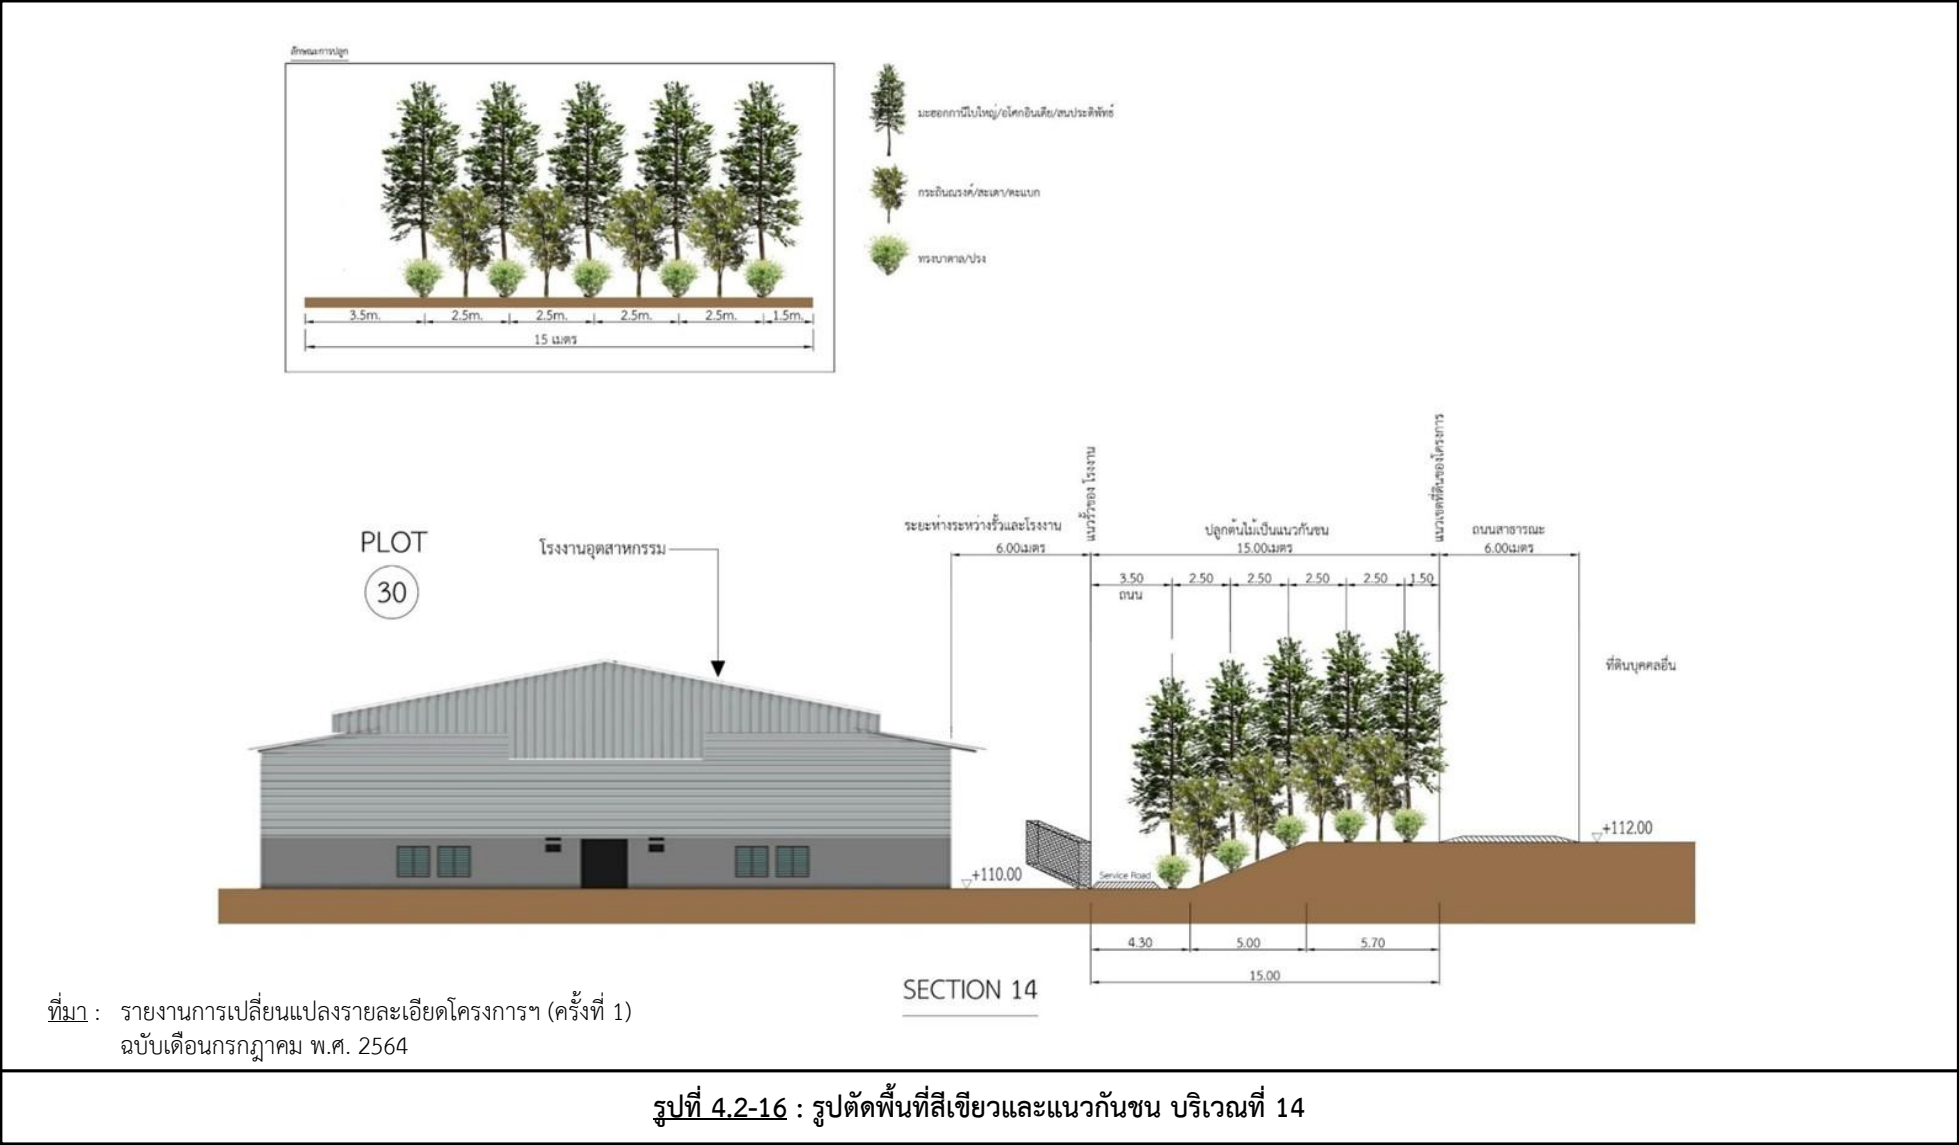 ลักษณะการปลูก
มะฮอกกานีใบใหญ่/อโศกอินเดีย/สนประดิพัทธ์
กระถินณรงค์/สะเดา/ตะแบก
ทรงบาดาล/ปรง
3.5m. 2.5m. 2.5m. 2.5m. 2.5m. 1.5m.
15 เมตร
แนวรั้วของ โรงงาน
แนวเขตที่ดินของโครงการ
PLOT
30
โรงงานอุตสาหกรรม
ระยะห่างระหว่างรั้วและโรงงาน
6.00เมตร
ปลูกต้นไม้เป็นแนวกันชน
15.00เมตร
ถนนสาธารณะ
6.00เมตร
3.50 2.50 2.50 2.50 2.50 1.50
ถนน
ที่ดินบุคคลอื่น
+112.00
+110.00
Service Road
4.30 5.00 5.70
15.00
SECTION 14
ที่มา : รายงานการเปลี่ยนแปลงรายละเอียดโครงการฯ (ครั้งที่ 1)
ฉบับเดือนกรกฎาคม พ.ศ. 2564
รูปที่ 4.2-16 : รูปตัดพื้นที่สีเขียวและแนวกันชน บริเวณที่ 14